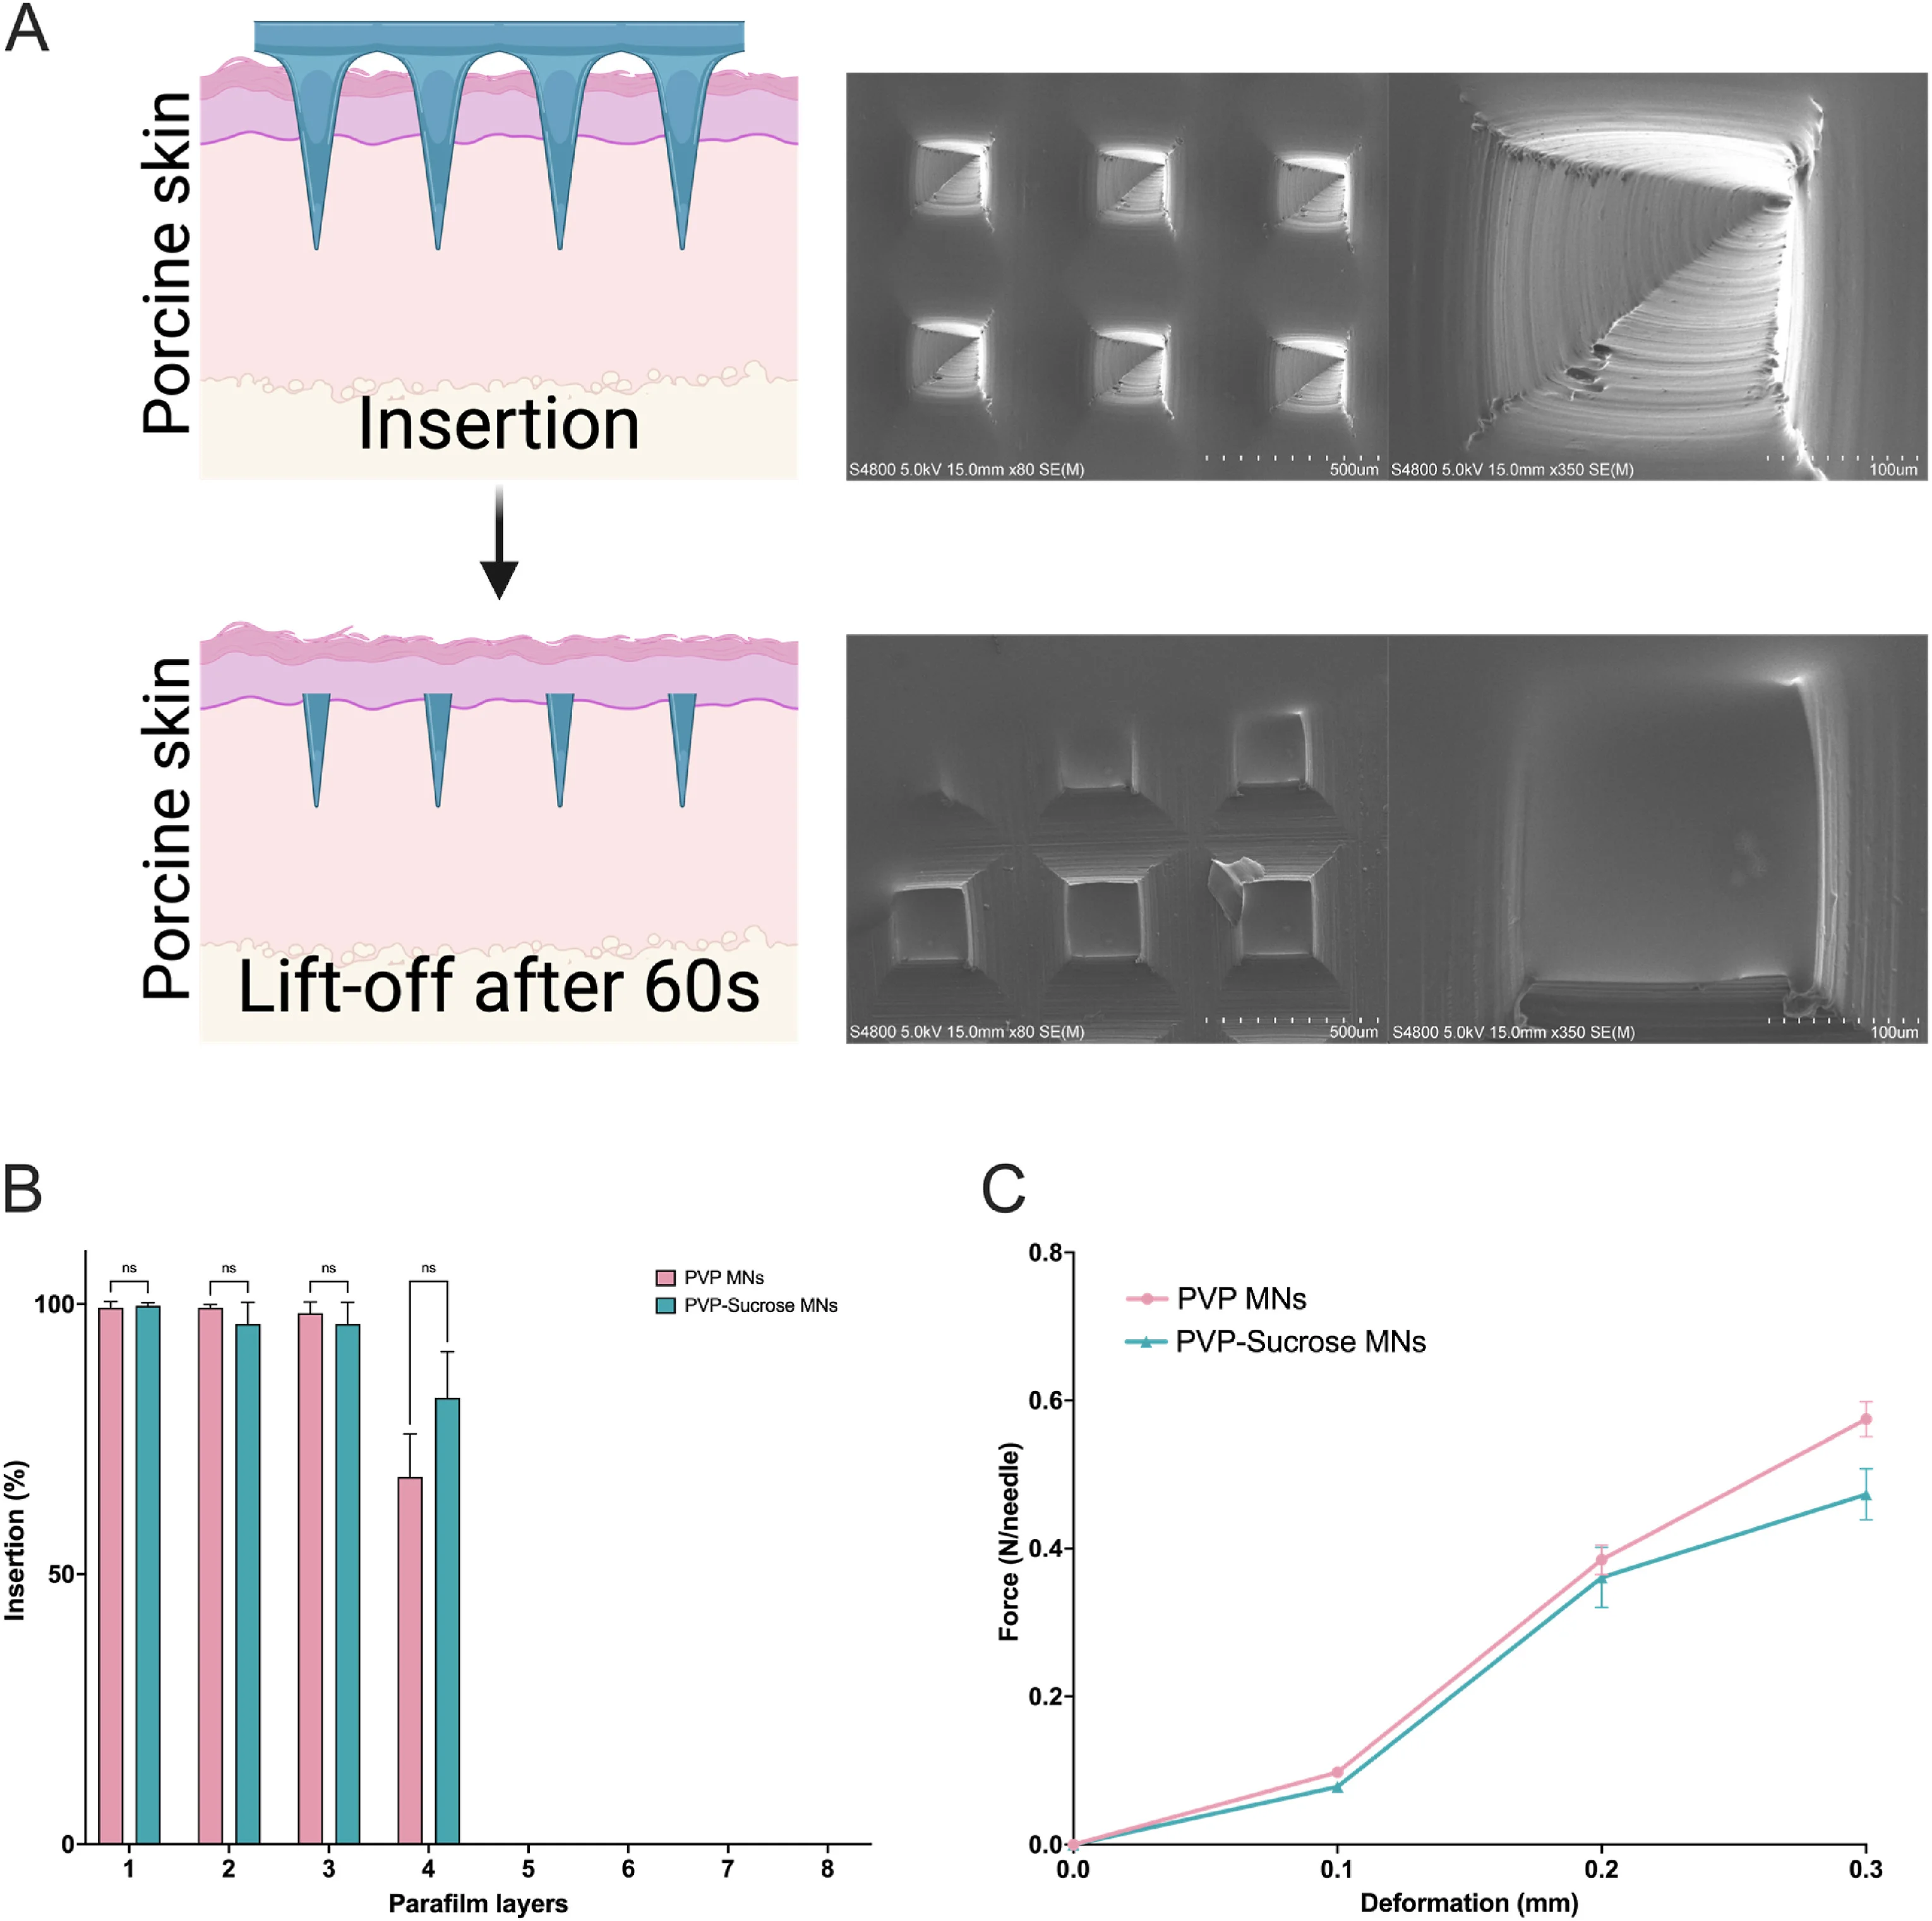 A
Porcine skin
Insertion
S4800 5.0kV 15.0mm x80 SE(M)
500um
S4800 5.0kV 15.0mm x350 SE(M)
100um
Porcine skin
Lift-off after 60s
S4800 5.0kV 15.0mm x80 SE(M)
500um
S4800 5.0kV 15.0mm x350 SE(M)
100um
B
Insertion (%)
100
50
0
ns
ns
ns
ns
PVP MNs
PVP-Sucrose MNs
1 2 3 4 5 6 7 8
Parafilm layers
C
Force (N/needle)
0.8
0.6
0.4
0.2
0.0
PVP MNs
PVP-Sucrose MNs
0.0 0.1 0.2 0.3
Deformation (mm)